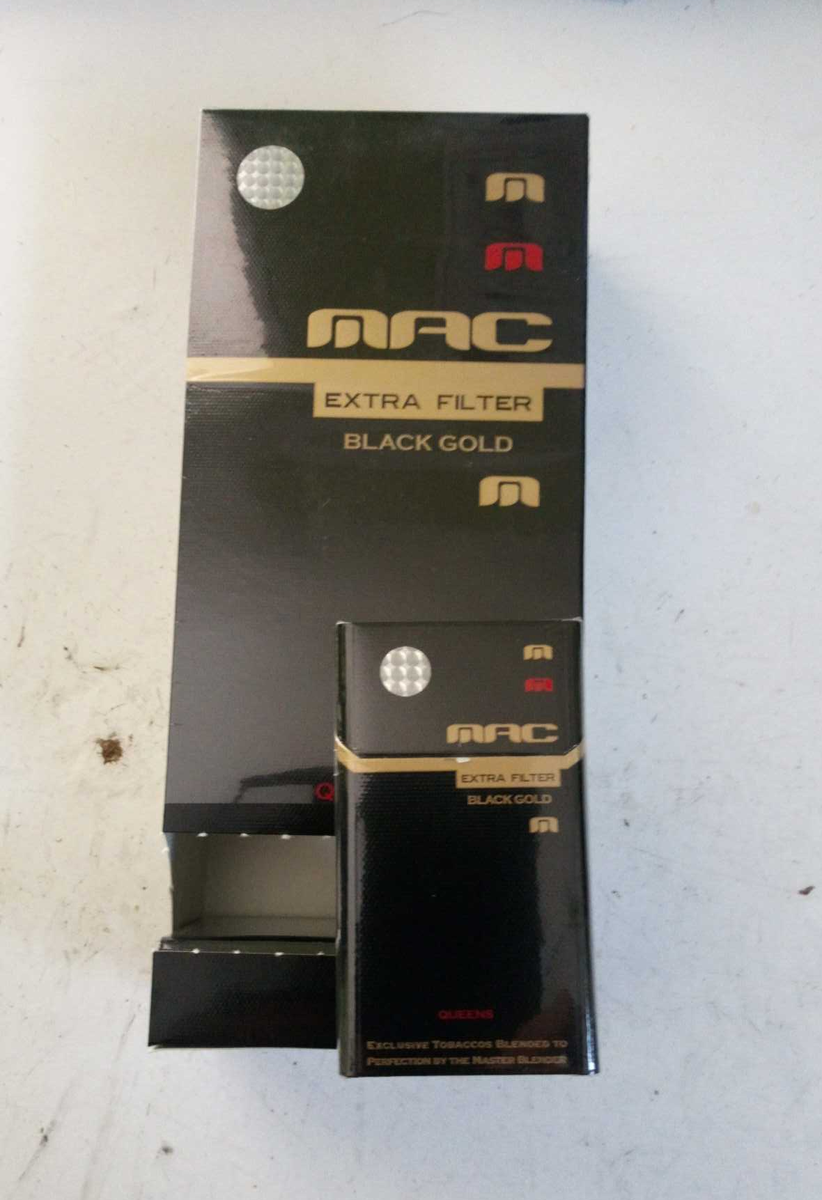 MAC
EXTRA FILTER
BLACK GOLD
Q
MAC
EXTRA FILTER
BLACK GOLD
QUEENS
EXCLUSIVE TOBACCOS BLENDED TO
PERFECTION BY THE MASTER BLENDER